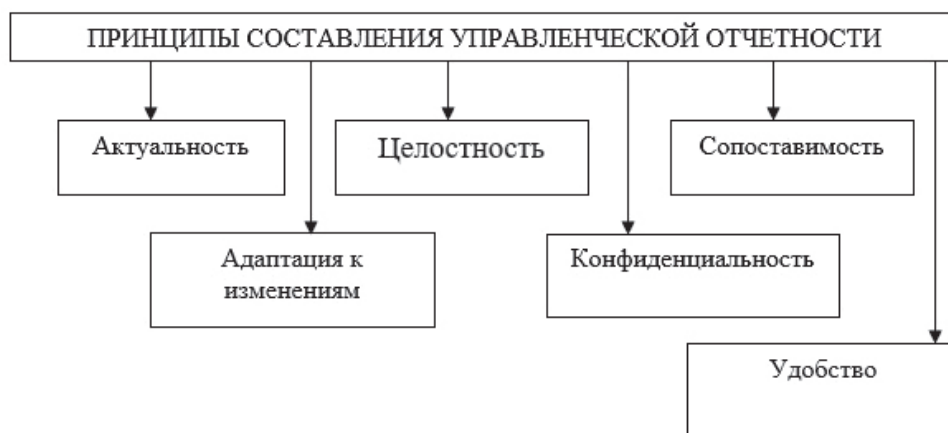 ПРИНЦИПЫ СОСТАВЛЕНИЯ УПРАВЛЕНЧЕСКОЙ ОТЧЕТНОСТИ
Актуальность
Целостность
Сопоставимость
Адаптация к
изменениям
Конфиденциальность
Удобство